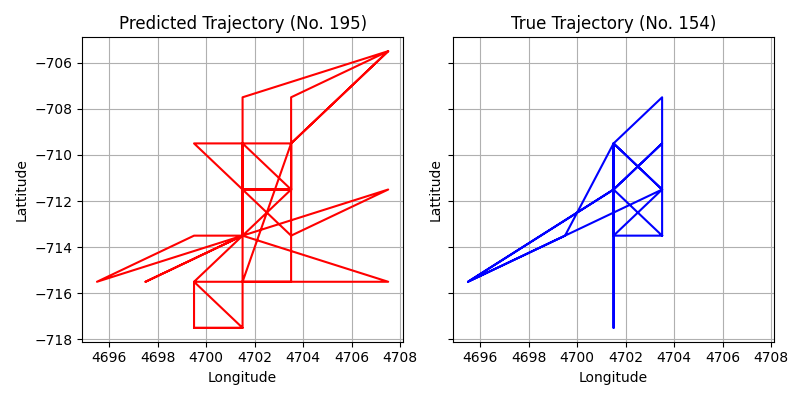 Predicted Trajectory (No. 195)
True Trajectory (No. 154)
Lattitude
−706
−708
−710
−712
−714
−716
−718
4696 4698 4700 4702 4704 4706 4708
Longitude
Lattitude
4696 4698 4700 4702 4704 4706 4708
Longitude